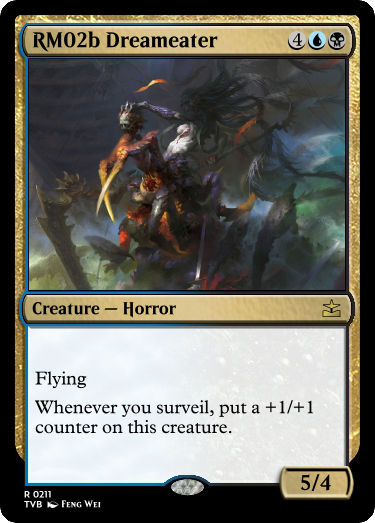 RM02b Dreameater 4
Creature — Horror
Flying
Whenever you surveil, put a +1/+1
counter on this creature.
5/4
R 0211
TVB Feng Wei